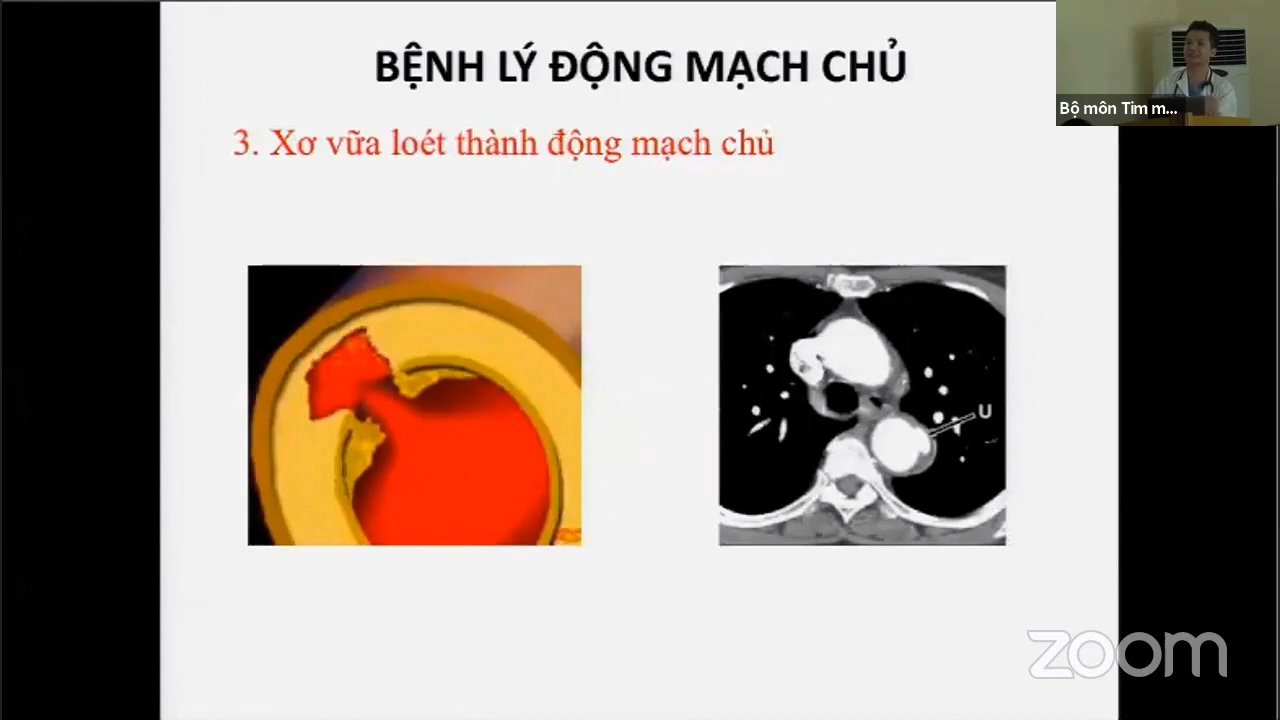 BỆNH LÝ ĐỘNG MẠCH CHỦ
Bộ môn Tim m...
3. Xơ vữa loét thành động mạch chủ
U
zoom